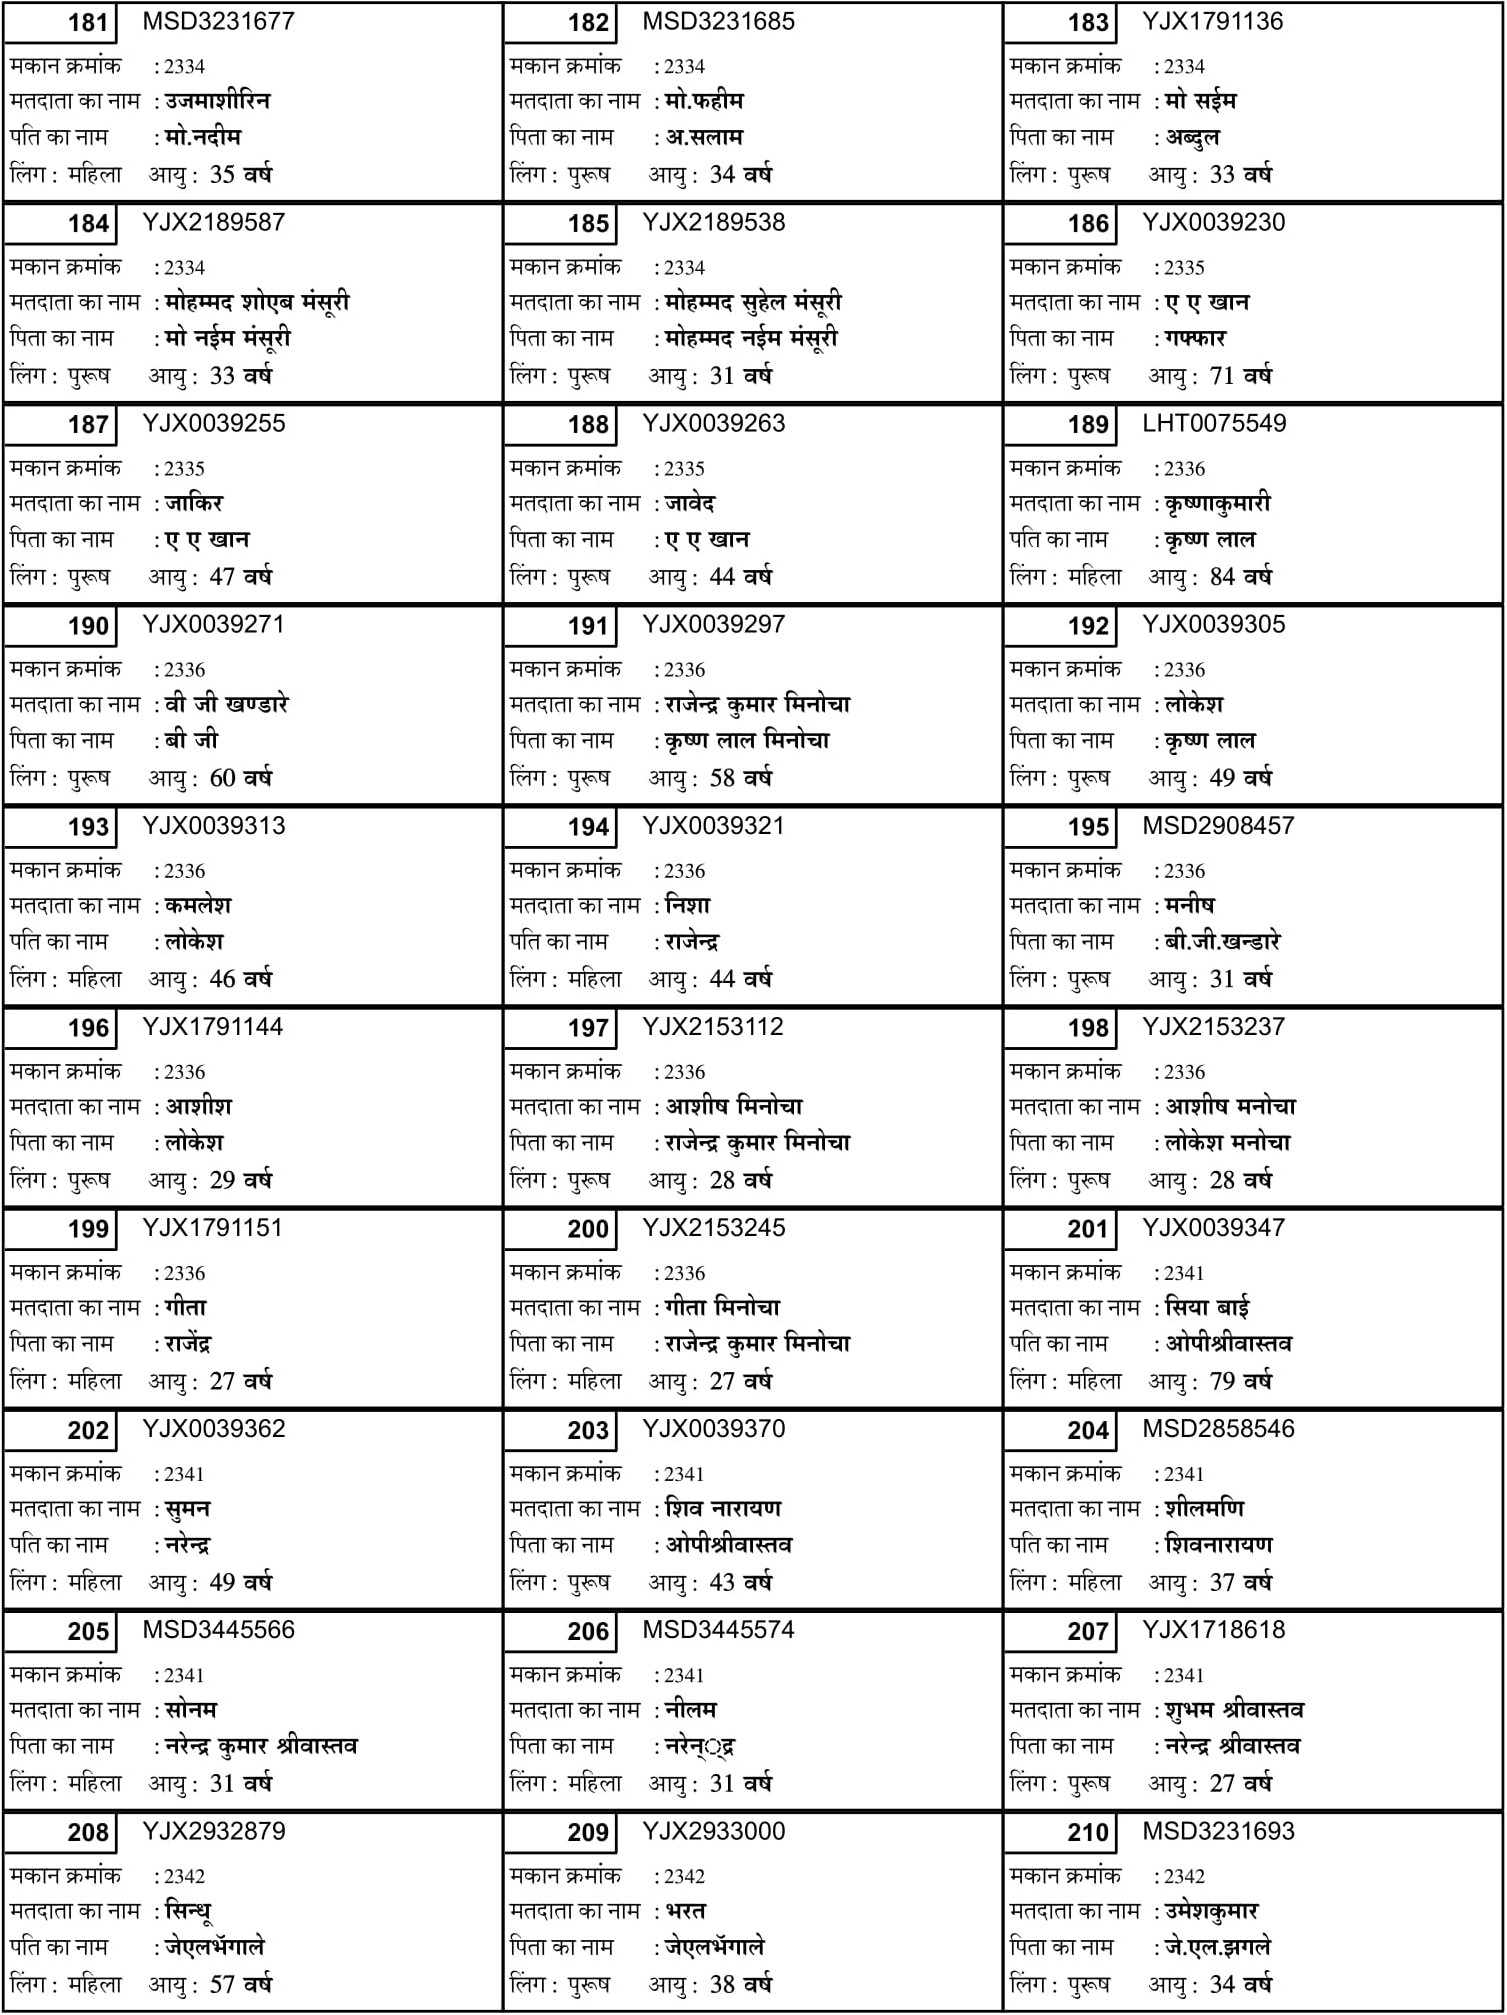 181 MSD3231677
मकान क्रमांक : 2334
मतदाता का नाम : उजमाशीरिन
पति का नाम : मो.नदीम
लिंग : महिला आयु : 35 वर्ष
182 MSD3231685
मकान क्रमांक : 2334
मतदाता का नाम : मो.फहीम
पिता का नाम : अ.सलाम
लिंग : पुरूष आयु : 34 वर्ष
183 YJX1791136
मकान क्रमांक : 2334
मतदाता का नाम : मो सईम
पिता का नाम : अब्दुल
लिंग : पुरूष आयु : 33 वर्ष
184 YJX2189587
मकान क्रमांक : 2334
मतदाता का नाम : मोहम्मद शोएब मंसूरी
पिता का नाम : मो नईम मंसूरी
लिंग : पुरूष आयु : 33 वर्ष
185 YJX2189538
मकान क्रमांक : 2334
मतदाता का नाम : मोहम्मद सुहेल मंसूरी
पिता का नाम : मोहम्मद नईम मंसूरी
लिंग : पुरूष आयु : 31 वर्ष
186 YJX0039230
मकान क्रमांक : 2335
मतदाता का नाम : ए ए खान
पिता का नाम : गफ्फार
लिंग : पुरूष आयु : 71 वर्ष
187 YJX0039255
मकान क्रमांक : 2335
मतदाता का नाम : जाकिर
पिता का नाम : ए ए खान
लिंग : पुरूष आयु : 47 वर्ष
188 YJX0039263
मकान क्रमांक : 2335
मतदाता का नाम : जावेद
पिता का नाम : ए ए खान
लिंग : पुरूष आयु : 44 वर्ष
189 LHT0075549
मकान क्रमांक : 2336
मतदाता का नाम : कृष्णाकुमारी
पति का नाम : कृष्ण लाल
लिंग : महिला आयु : 84 वर्ष
190 YJX0039271
मकान क्रमांक : 2336
मतदाता का नाम : वी जी खण्डारे
पिता का नाम : बी जी
लिंग : पुरूष आयु : 60 वर्ष
191 YJX0039297
मकान क्रमांक : 2336
मतदाता का नाम : राजेन्द्र कुमार मिनोचा
पिता का नाम : कृष्ण लाल मिनोचा
लिंग : पुरूष आयु : 58 वर्ष
192 YJX0039305
मकान क्रमांक : 2336
मतदाता का नाम : लोकेश
पिता का नाम : कृष्ण लाल
लिंग : पुरूष आयु : 49 वर्ष
193 YJX0039313
मकान क्रमांक : 2336
मतदाता का नाम : कमलेश
पति का नाम : लोकेश
लिंग : महिला आयु : 46 वर्ष
194 YJX0039321
मकान क्रमांक : 2336
मतदाता का नाम : निशा
पति का नाम : राजेन्द्र
लिंग : महिला आयु : 44 वर्ष
195 MSD2908457
मकान क्रमांक : 2336
मतदाता का नाम : मनीष
पिता का नाम : बी.जी.खन्डारे
लिंग : पुरूष आयु : 31 वर्ष
196 YJX1791144
मकान क्रमांक : 2336
मतदाता का नाम : आशीश
पिता का नाम : लोकेश
लिंग : पुरूष आयु : 29 वर्ष
197 YJX2153112
मकान क्रमांक : 2336
मतदाता का नाम : आशीष मिनोचा
पिता का नाम : राजेन्द्र कुमार मिनोचा
लिंग : पुरूष आयु : 28 वर्ष
198 YJX2153237
मकान क्रमांक : 2336
मतदाता का नाम : आशीष मनोचा
पिता का नाम : लोकेश मनोचा
लिंग : पुरूष आयु : 28 वर्ष
199 YJX1791151
मकान क्रमांक : 2336
मतदाता का नाम : गीता
पिता का नाम : राजेंद्र
लिंग : महिला आयु : 27 वर्ष
200 YJX2153245
मकान क्रमांक : 2336
मतदाता का नाम : गीता मिनोचा
पिता का नाम : राजेन्द्र कुमार मिनोचा
लिंग : महिला आयु : 27 वर्ष
201 YJX0039347
मकान क्रमांक : 2341
मतदाता का नाम : सिया बाई
पति का नाम : ओपीश्रीवास्तव
लिंग : महिला आयु : 79 वर्ष
202 YJX0039362
मकान क्रमांक : 2341
मतदाता का नाम : सुमन
पति का नाम : नरेन्द्र
लिंग : महिला आयु : 49 वर्ष
203 YJX0039370
मकान क्रमांक : 2341
मतदाता का नाम : शिव नारायण
पिता का नाम : ओपीश्रीवास्तव
लिंग : पुरूष आयु : 43 वर्ष
204 MSD2858546
मकान क्रमांक : 2341
मतदाता का नाम : शीलमणि
पति का नाम : शिवनारायण
लिंग : महिला आयु : 37 वर्ष
205 MSD3445566
मकान क्रमांक : 2341
मतदाता का नाम : सोनम
पिता का नाम : नरेन्द्र कुमार श्रीवास्तव
लिंग : महिला आयु : 31 वर्ष
206 MSD3445574
मकान क्रमांक : 2341
मतदाता का नाम : नीलम
पिता का नाम : नरेन््द्र
लिंग : महिला आयु : 31 वर्ष
207 YJX1718618
मकान क्रमांक : 2341
मतदाता का नाम : शुभम श्रीवास्तव
पिता का नाम : नरेन्द्र श्रीवास्तव
लिंग : पुरूष आयु : 27 वर्ष
208 YJX2932879
मकान क्रमांक : 2342
मतदाता का नाम : सिन्धू
पति का नाम : जेएलभॅगाले
लिंग : महिला आयु : 57 वर्ष
209 YJX2933000
मकान क्रमांक : 2342
मतदाता का नाम : भरत
पिता का नाम : जेएलभॅगाले
लिंग : पुरूष आयु : 38 वर्ष
210 MSD3231693
मकान क्रमांक : 2342
मतदाता का नाम : उमेशकुमार
पिता का नाम : जे.एल.झगले
लिंग : पुरूष आयु : 34 वर्ष